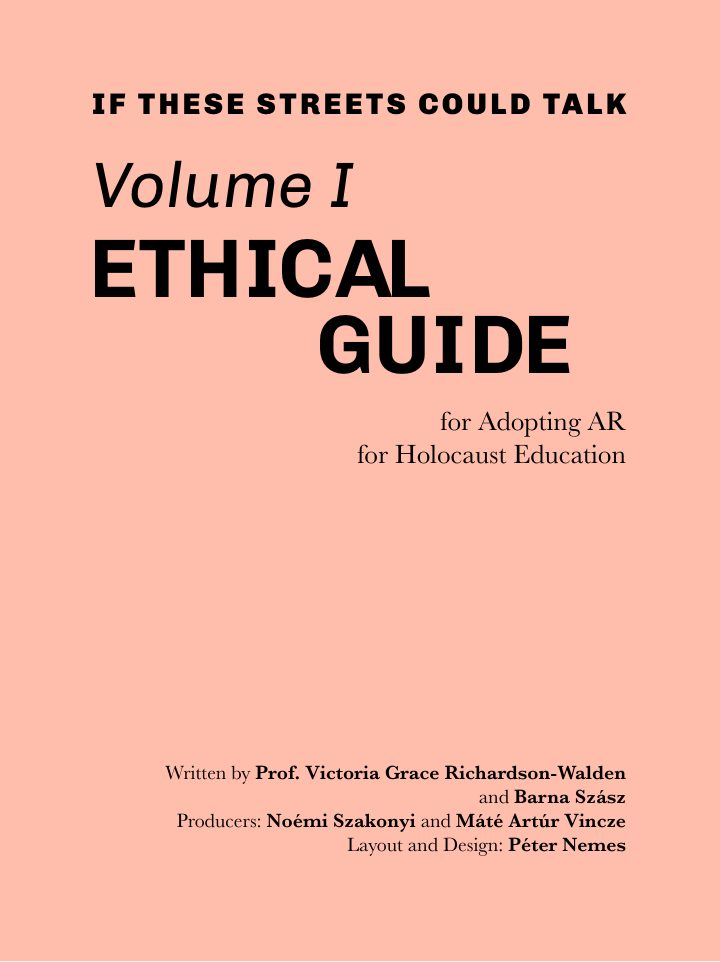 IF THESE STREETS COULD TALK
Volume I
ETHICAL
GUIDE
for Adopting AR
for Holocaust Education
Written by Prof. Victoria Grace Richardson-Walden
and Barna Szász
Producers: Noémi Szakonyi and Máté Artúr Vincze
Layout and Design: Péter Nemes